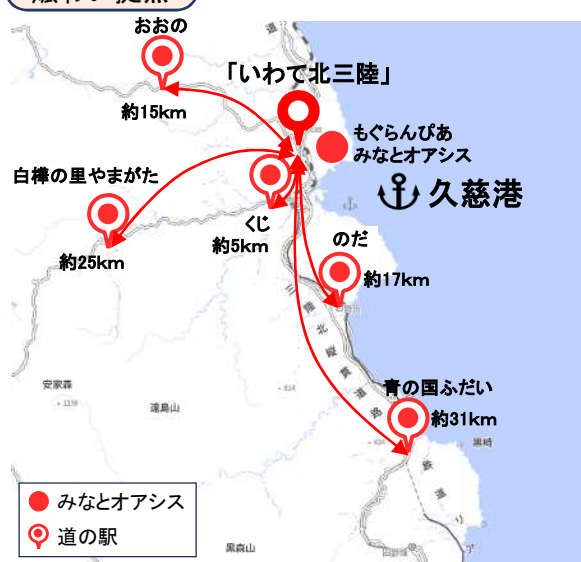 おおの
「いわて北三陸」
約15km
もぐらんぴあ
みなとオアシス
白樺の里やまがた
久慈港
くじ
約5km
のだ
約25km
約17km
安家森
遠島山
青の国ふだい
約31km
黒崎
みなとオアシス
道の駅
黒森山